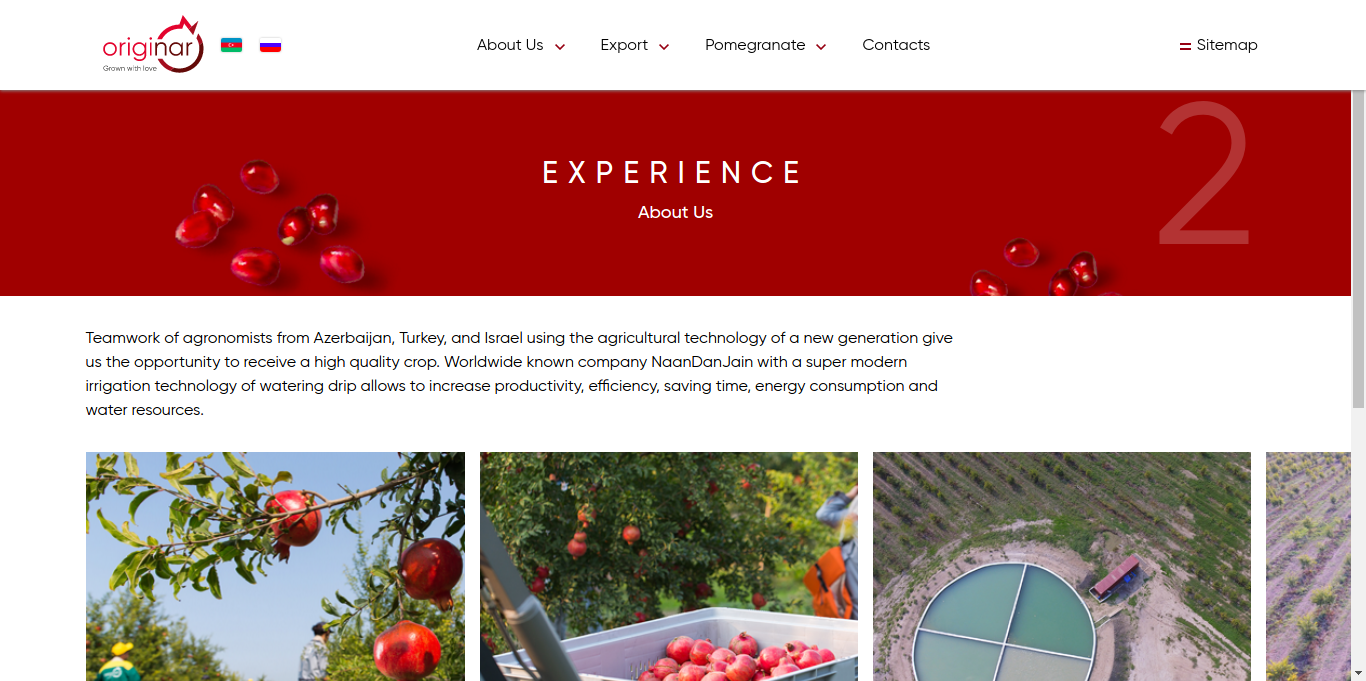 originar
Grown with love
About Us
Export
Pomegranate
Contacts
Sitemap
2
EXPERIENCE
About Us
Teamwork of agronomists from Azerbaijan, Turkey, and Israel using the agricultural technology of a new generation give
us the opportunity to receive a high quality crop. Worldwide known company NaanDanJain with a super modern
irrigation technology of watering drip allows to increase productivity, efficiency, saving time, energy consumption and
water resources.